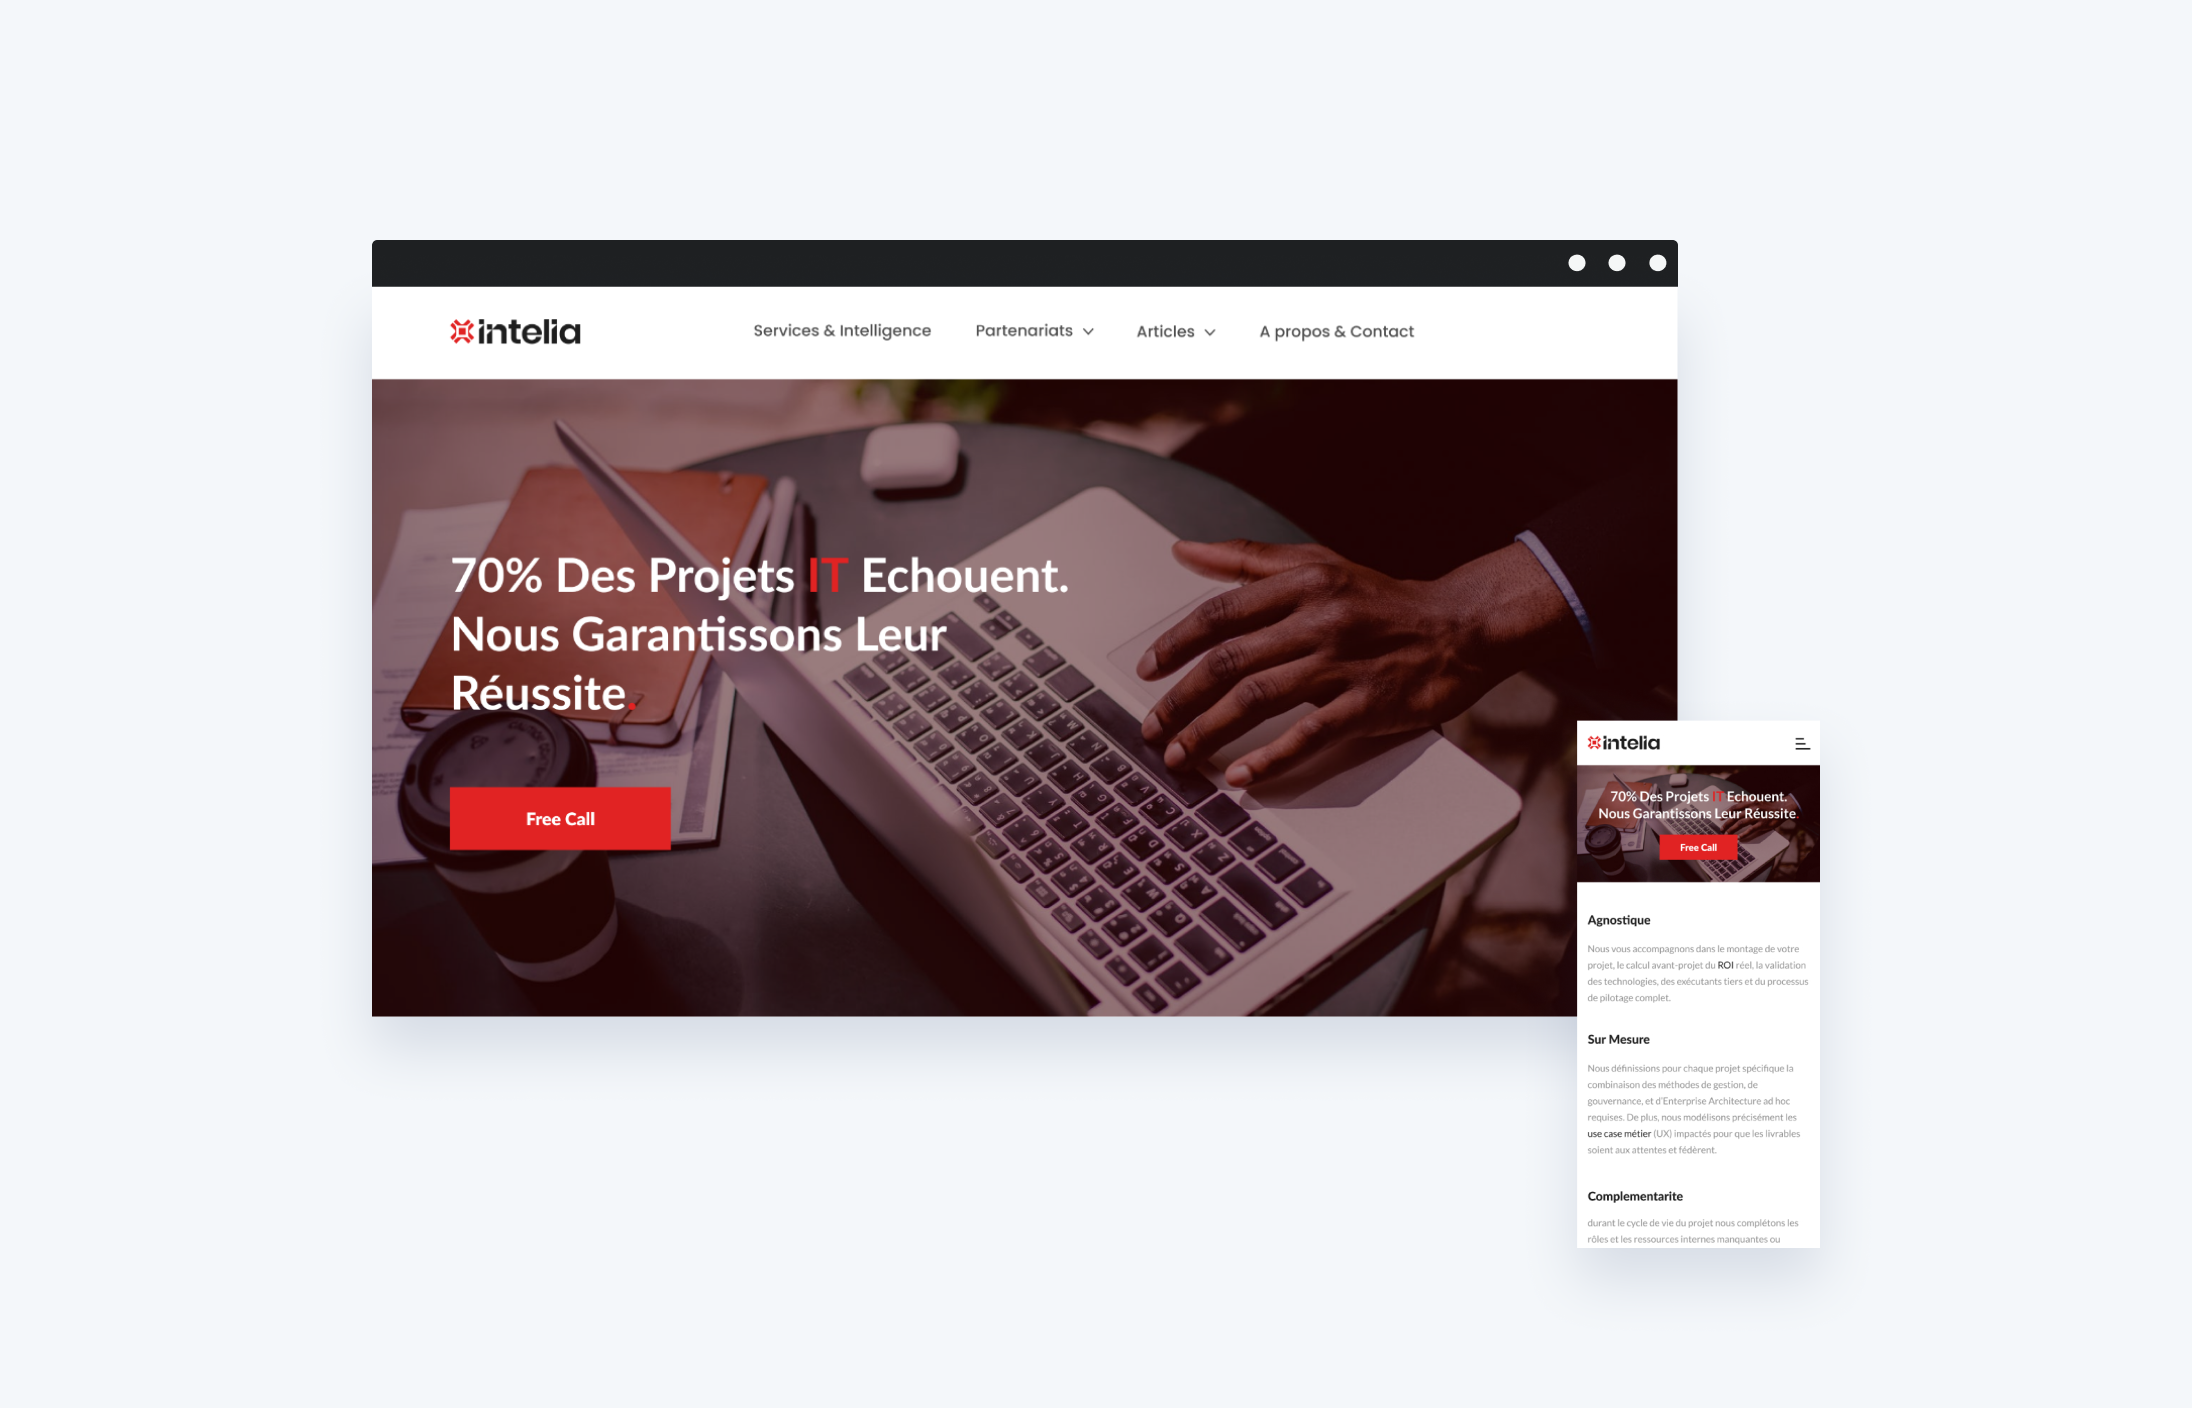 intelia
Services & Intelligence
Partenariats
Articles
A propos & Contact
70% Des Projets IT Echouent.
Nous Garantissons Leur
Réussite.
Free Call
intelia
70% Des Projets IT Echouent.
Nous Garantissons Leur Réussite.
Free Call
Agnostique
Nous vous accompagnons dans le montage de votre
projet, le calcul avant-projet du ROI réel, la validation
des technologies, des exécutants tiers et du processus
de pilotage complet.
Sur Mesure
Nous définissions pour chaque projet spécifique la
combinaison des méthodes de gestion, de
gouvernance, et d'Enterprise Architecture ad hoc
requises. De plus, nous modélisons précisément les
use case métier (UX) impactés pour que les livrables
soient aux attentes et fédèrent.
Complementarite
durant le cycle de vie du projet nous complétons les
rôles et les ressources internes manquantes ou